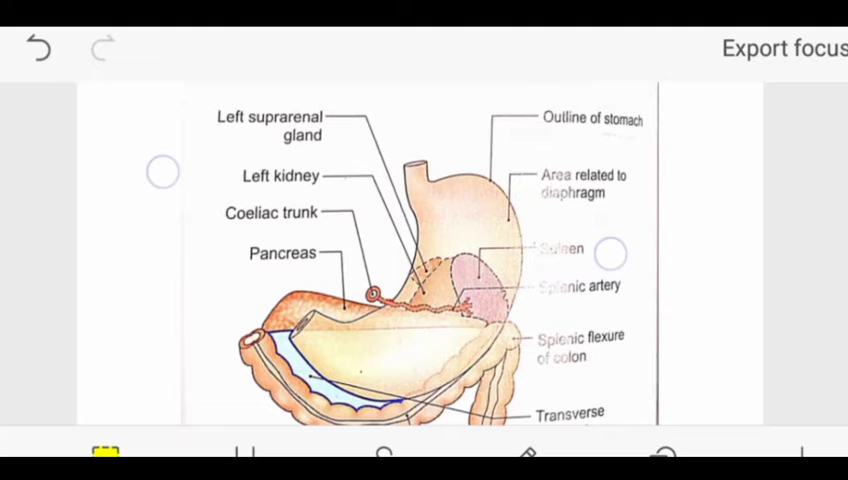 Export focus
Left suprarenal
gland
Left kidney
Coeliac trunk
Pancreas
Outline of stomach
Area related to
diaphragm
Spleen
Splenic artery
Splenic flexure
of colon
Transverse